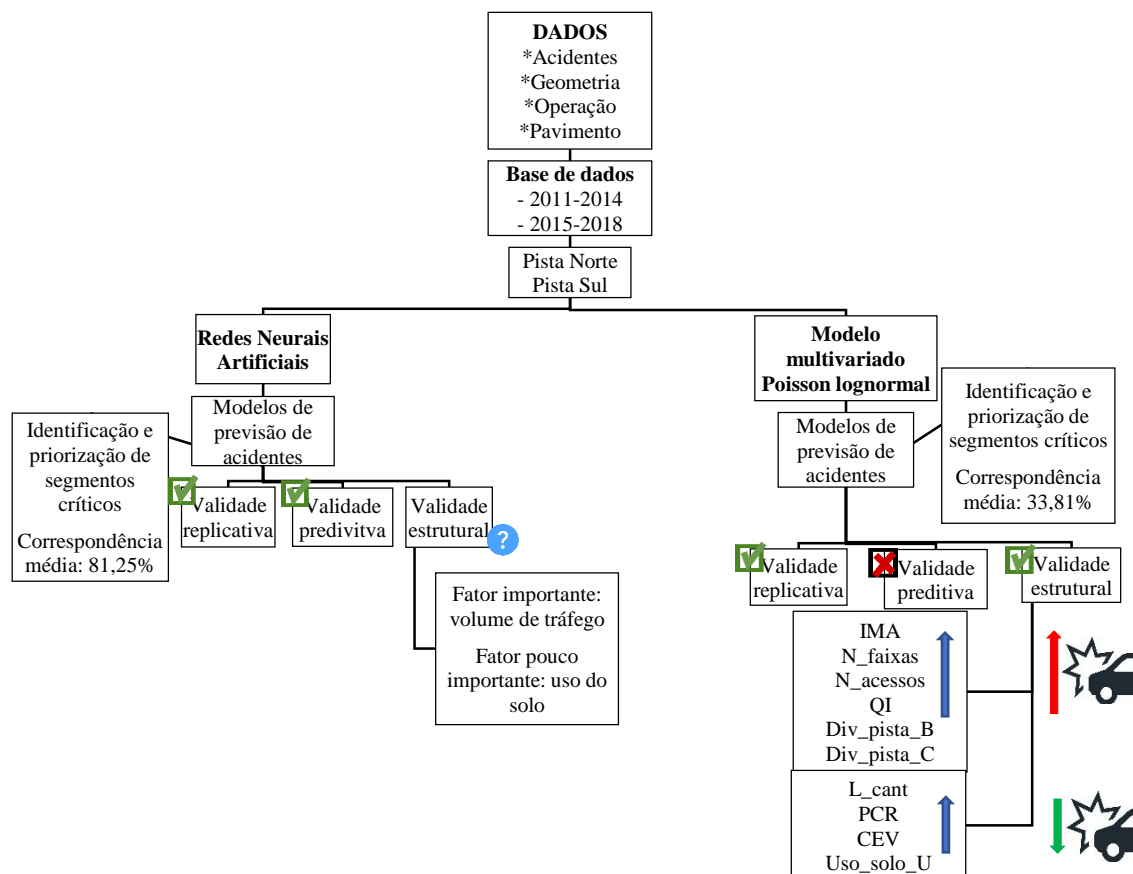 DADOS
*Acidentes
*Geometria
*Operação
*Pavimento
Base de dados
- 2011-2014
- 2015-2018
Pista Norte
Pista Sul
Redes Neurais
Artificiais
Modelos de
previsão de
acidentes
Identificação e
priorização de
segmentos
críticos
Correspondência
média: 81,25%
Validade
replicativa
Validade
predivitva
Validade
estrutural
?
Fator importante:
volume de tráfego
Fator pouco
importante: uso do
solo
Modelo
multivariado
Poisson lognormal
Modelos de
previsão de
acidentes
Identificação e
priorização de
segmentos críticos
Correspondência
média: 33,81%
Validade
replicativa
Validade
preditiva
Validade
estrutural
IMA
N_faixas
N_acessos
QI
Div_pista_B
Div_pista_C
L_cant
PCR
CEV
Uso_solo_U